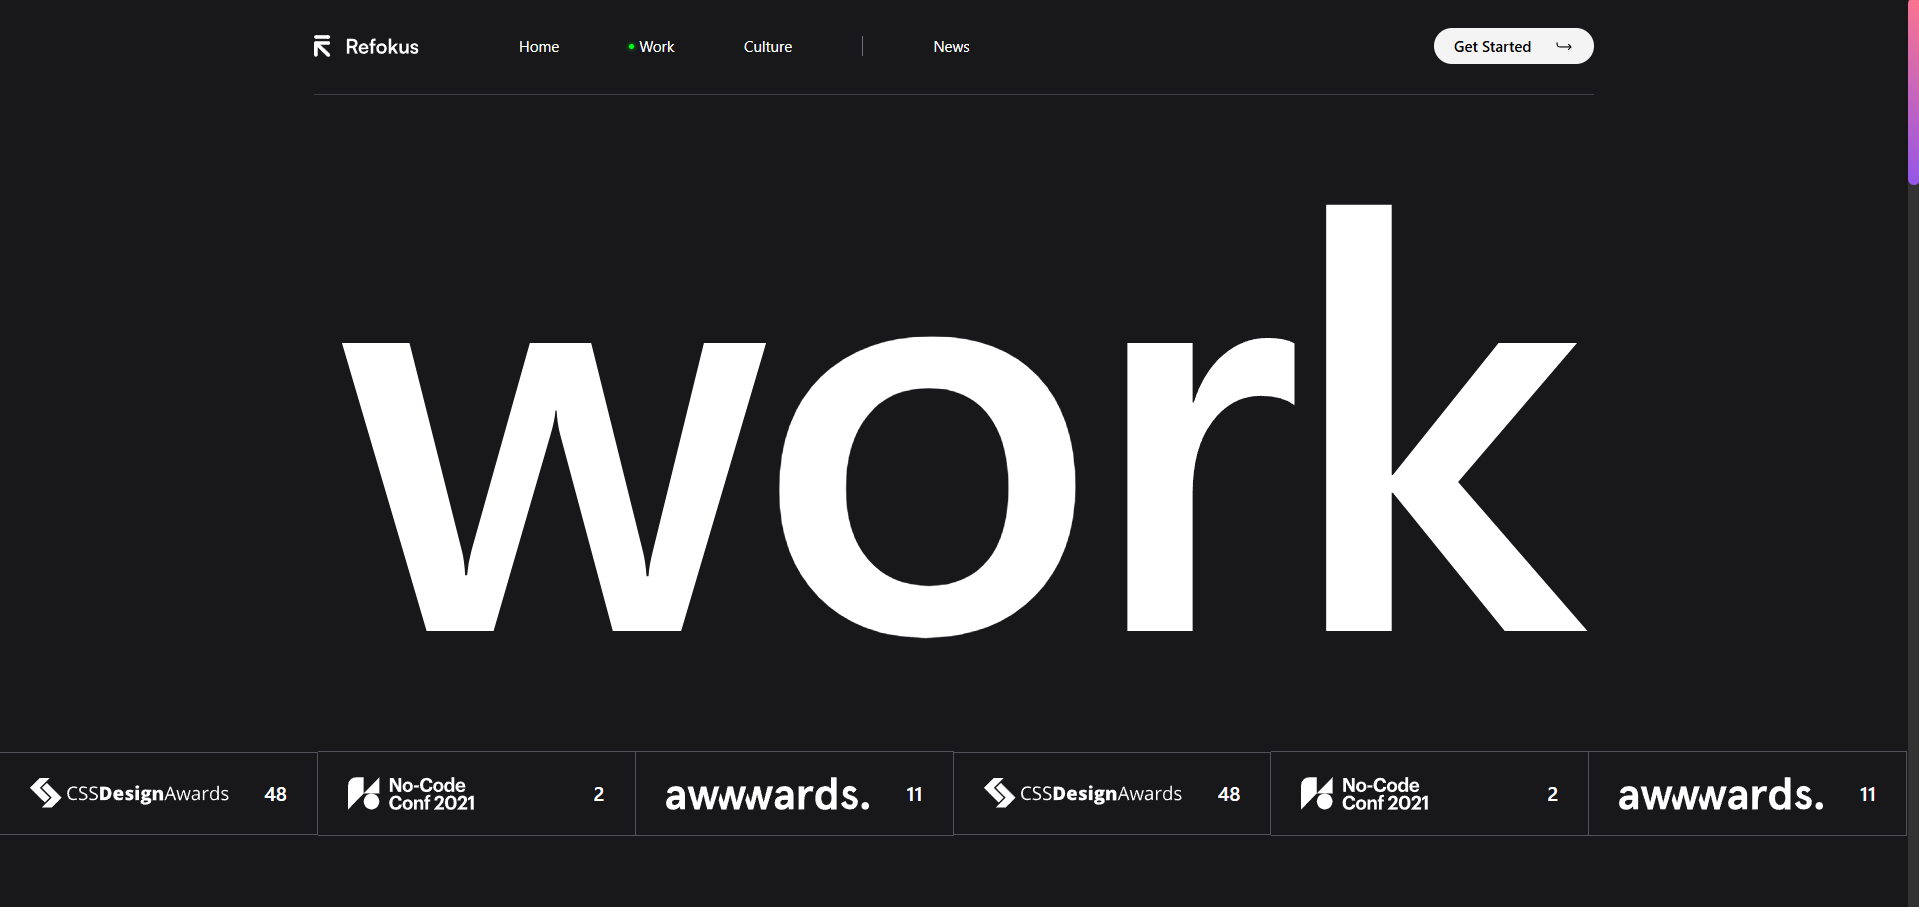 Refokus Home Work Culture News Get Started
work
CSSDesignAwards 48 No-Code Conf 2021 2 awwwards. 11 CSSDesignAwards 48 No-Code Conf 2021 2 awwwards. 11